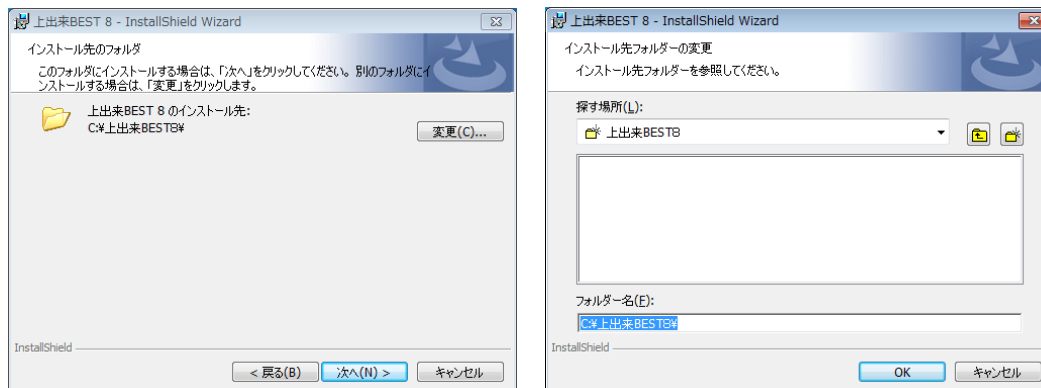 上出来BEST 8 - InstallShield Wizard
インストール先のフォルダ
このフォルダにインストールする場合は、「次へ」をクリックしてください。別のフォルダにイ
ンストールする場合は、「変更」をクリックします。
上出来BEST 8 のインストール先:
C:¥上出来BEST8¥
変更(C)...
InstallShield
< 戻る(B)
次へ(N) >
キャンセル
上出来BEST 8 - InstallShield Wizard
インストール先フォルダーの変更
インストール先フォルダーを参照してください。
探す場所(L):
上出来BEST8
フォルダー名(F):
C:¥上出来BEST8¥
InstallShield
OK
キャンセル